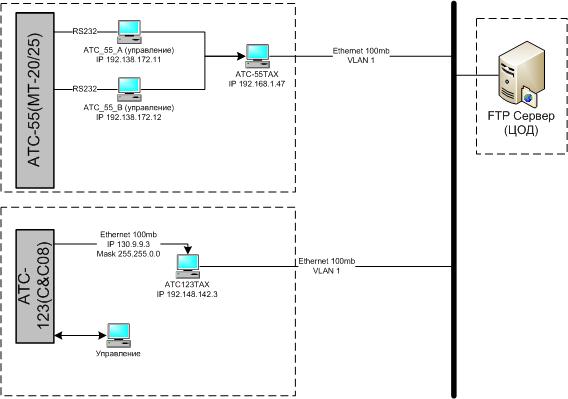 АТС-55(МТ-20/25)
RS232
ATC_55_A (управление)
IP 192.138.172.11
RS232
ATC_55_B (управление)
IP 192.138.172.12
ATC-55TAX
IP 192.168.1.47
Ethernet 100mb
VLAN 1
FTP Сервер
(ЦОД)
АТС-
123(C&C08)
Ethernet 100mb
IP 130.9.9.3
Mask 255.255.0.0
ATC123TAX
IP 192.148.142.3
Ethernet 100mb
VLAN 1
Управление